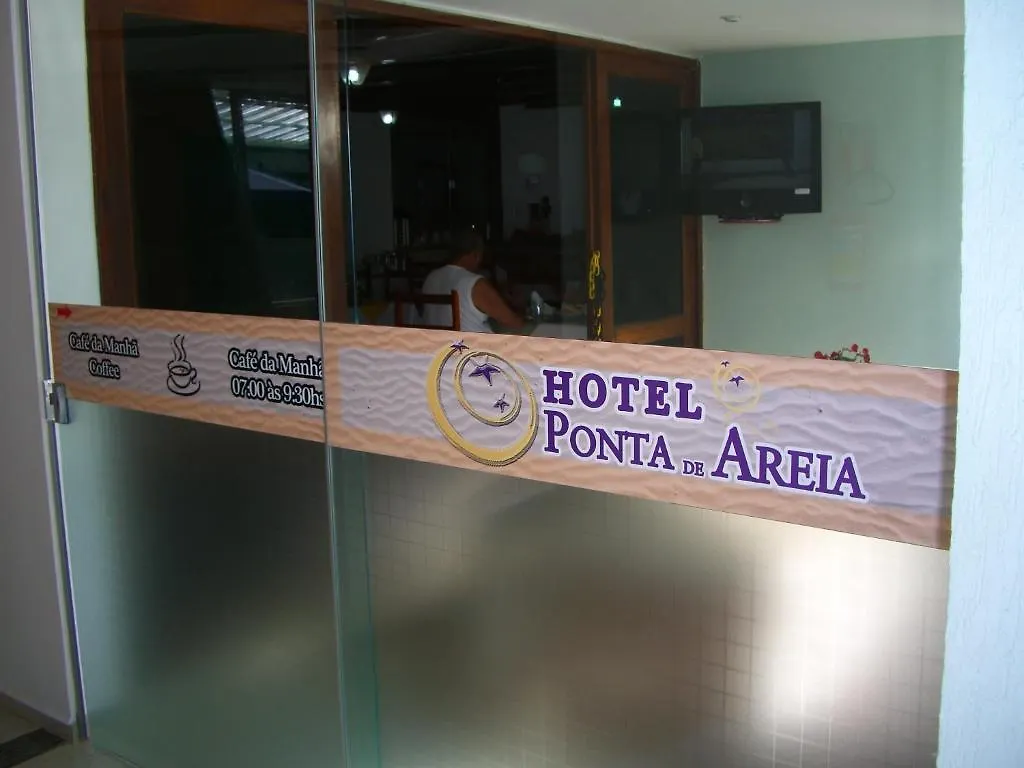 Café da Manhã
Coffee
Café da Manhã
07:00 às 9:30hs
HOTEL
PONTA DE AREIA